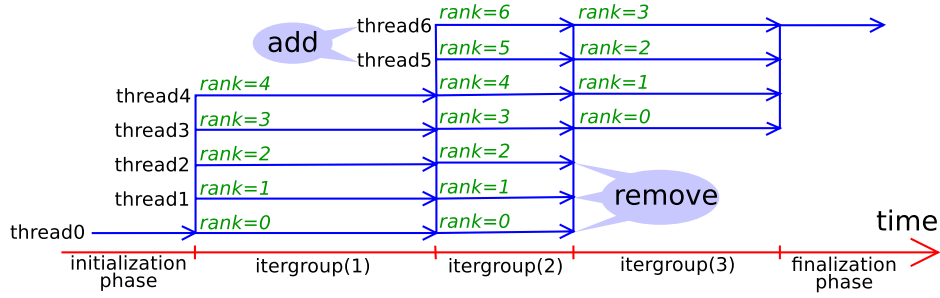 thread6 rank=6 rank=3
add
thread5 rank=5 rank=2
thread4 rank=4 rank=4 rank=1
thread3 rank=3 rank=3 rank=0
thread2 rank=2 rank=2
thread1 rank=1 rank=1 remove
thread0 rank=0 rank=0
time
initialization phase
itergroup(1)
itergroup(2)
itergroup(3)
finalization phase